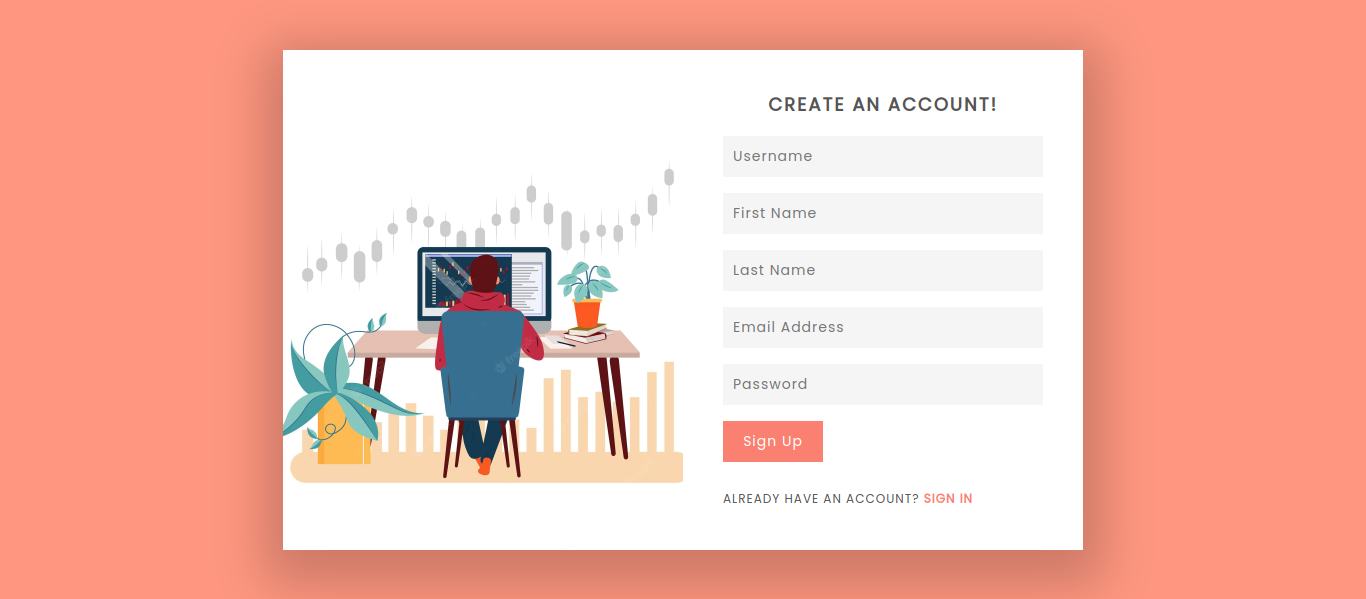 CREATE AN ACCOUNT!
Username
First Name
Last Name
Email Address
Password
Sign Up
ALREADY HAVE AN ACCOUNT? SIGN IN